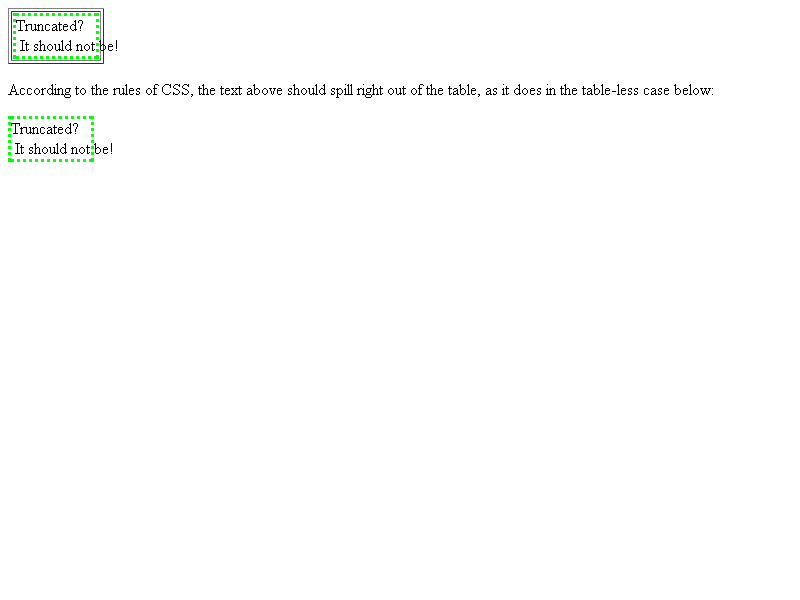 Truncated?
It should not be!
According to the rules of CSS, the text above should spill right out of the table, as it does in the table-less case below:
Truncated?
It should not be!